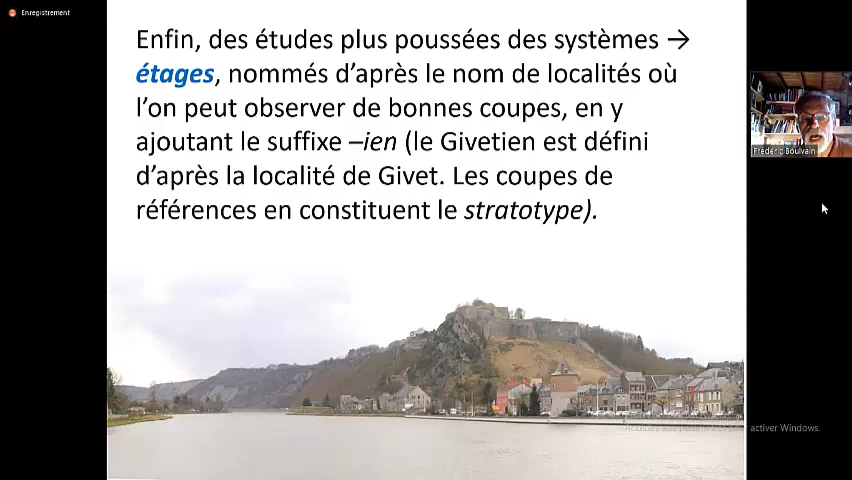 Enregistrement
Enfin, des études plus poussées des systèmes →
étages, nommés d’après le nom de localités où
l’on peut observer de bonnes coupes, en y
ajoutant le suffixe –ien (le Givetien est défini
d’après la localité de Givet. Les coupes de
références en constituent le stratotype).
Frédéric Boulvain
activer Windows.